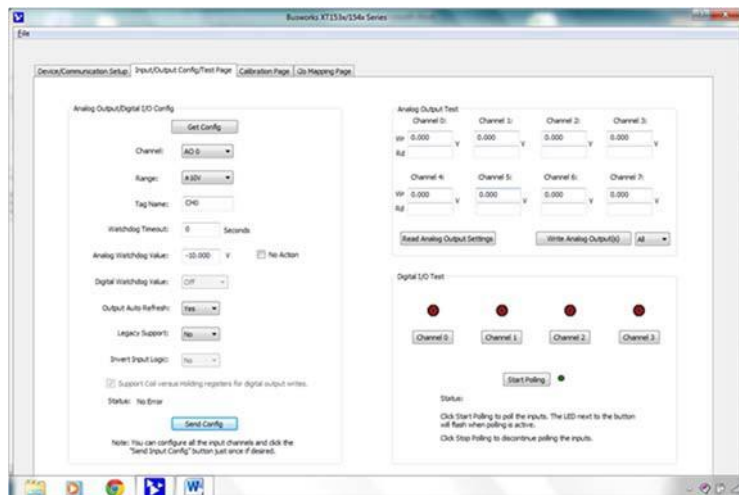 Busworks XT153x/154x Series
File
Device/Communication Setup
Input/Output Config/Test Page
Calibration Page
I2o Mapping Page
Analog Output/Digital I/O Config
Get Config
Channel: AO 0
Range: ±10V
Tag Name: CH0
Watchdog Timeout: 0 Seconds
Analog Watchdog Value: -10.000 V No Action
Digital Watchdog Value: Off
Output Auto Refresh: Yes
Legacy Support: No
Invert Input Logic: No
Support Coil versus Holding registers for digital output writes.
Status: No Error
Send Config
Note: You can configure all the input channels and click the
"Send Input Config" button just once if desired.
Analog Output Test
Channel 0: Channel 1: Channel 2: Channel 3:
Wr 0.000 V 0.000 V 0.000 V 0.000 V
Rd
Channel 4: Channel 5: Channel 6: Channel 7:
Wr 0.000 V 0.000 V 0.000 V 0.000 V
Rd
Read Analog Output Settings
Write Analog Output(s) All
Digital I/O Test
Channel 0 Channel 1 Channel 2 Channel 3
Start Polling
Status:
Click Start Polling to poll the inputs. The LED next to the button
will flash when polling is active.
Click Stop Polling to discontinue polling the inputs.